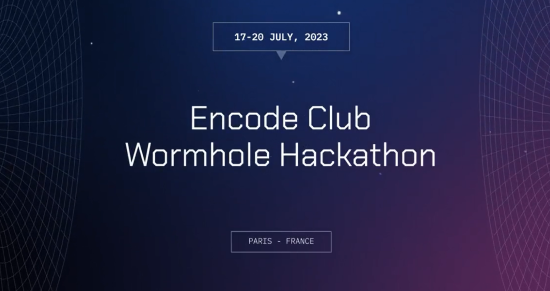 17-20 JULY, 2023
Encode Club
Wormhole Hackathon
PARIS - FRANCE